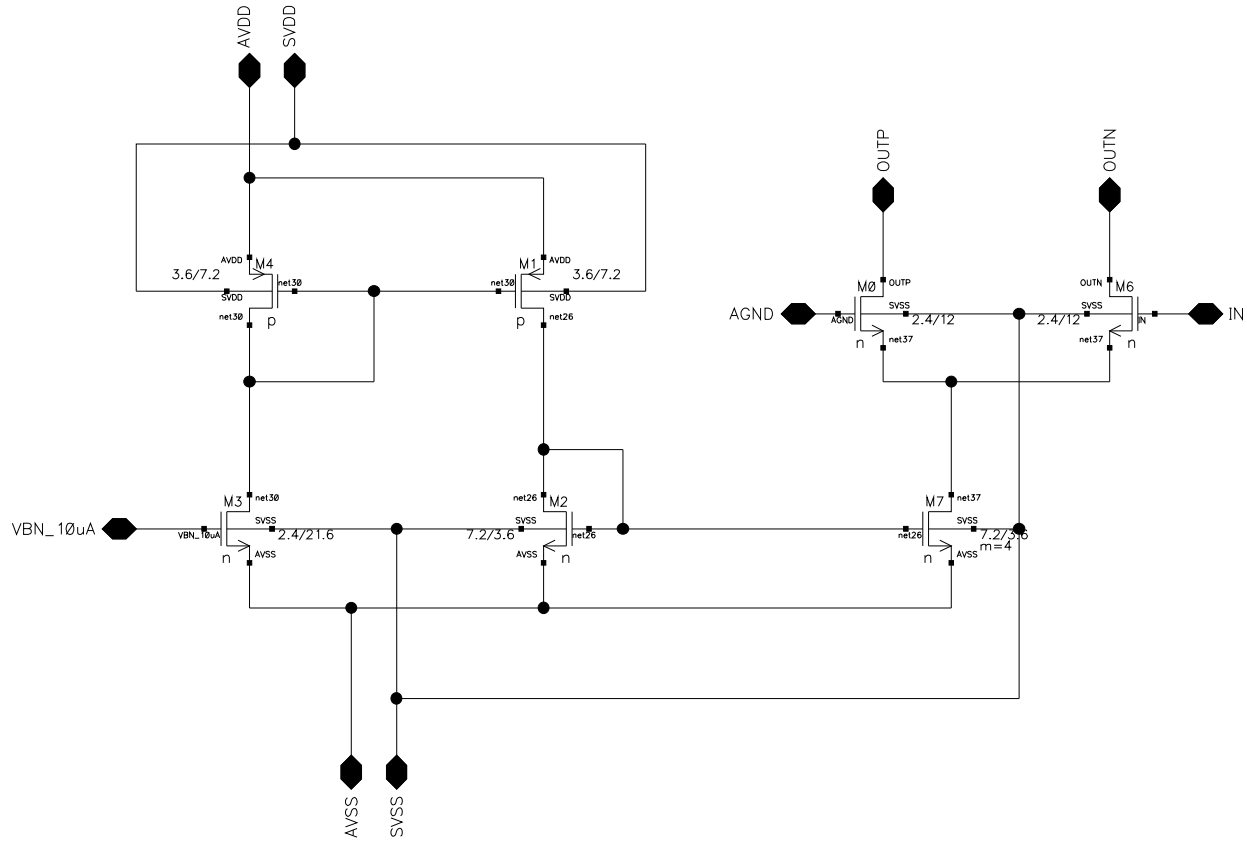 AVDD
SVDD
OUTP
OUTN
AVDD
M4
M1
AVDD
3.6/7.2
3.6/7.2
net30
net30
SVDD
SVDD
net30
p
p
net26
M0
OUTP
OUTN
M6
AGND
AGND
SVSS
2.4/12
SVSS
2.4/12
IN
IN
n
net37
net37
n
M3
net30
net26
M2
M7
net37
VBN_10uA
VBN_10uA
SVSS
2.4/21.6
SVSS
7.2/3.6
net26
net26
SVSS
7.2/3.6
m=4
n
AVSS
AVSS
n
n
AVSS
AVSS
SVSS